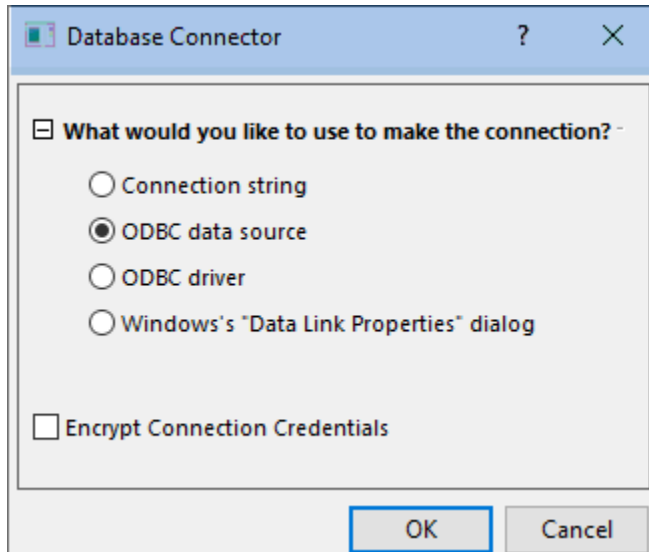 Database Connector ?
What would you like to use to make the connection?
Connection string
ODBC data source
ODBC driver
Windows's "Data Link Properties" dialog
Encrypt Connection Credentials
OK Cancel